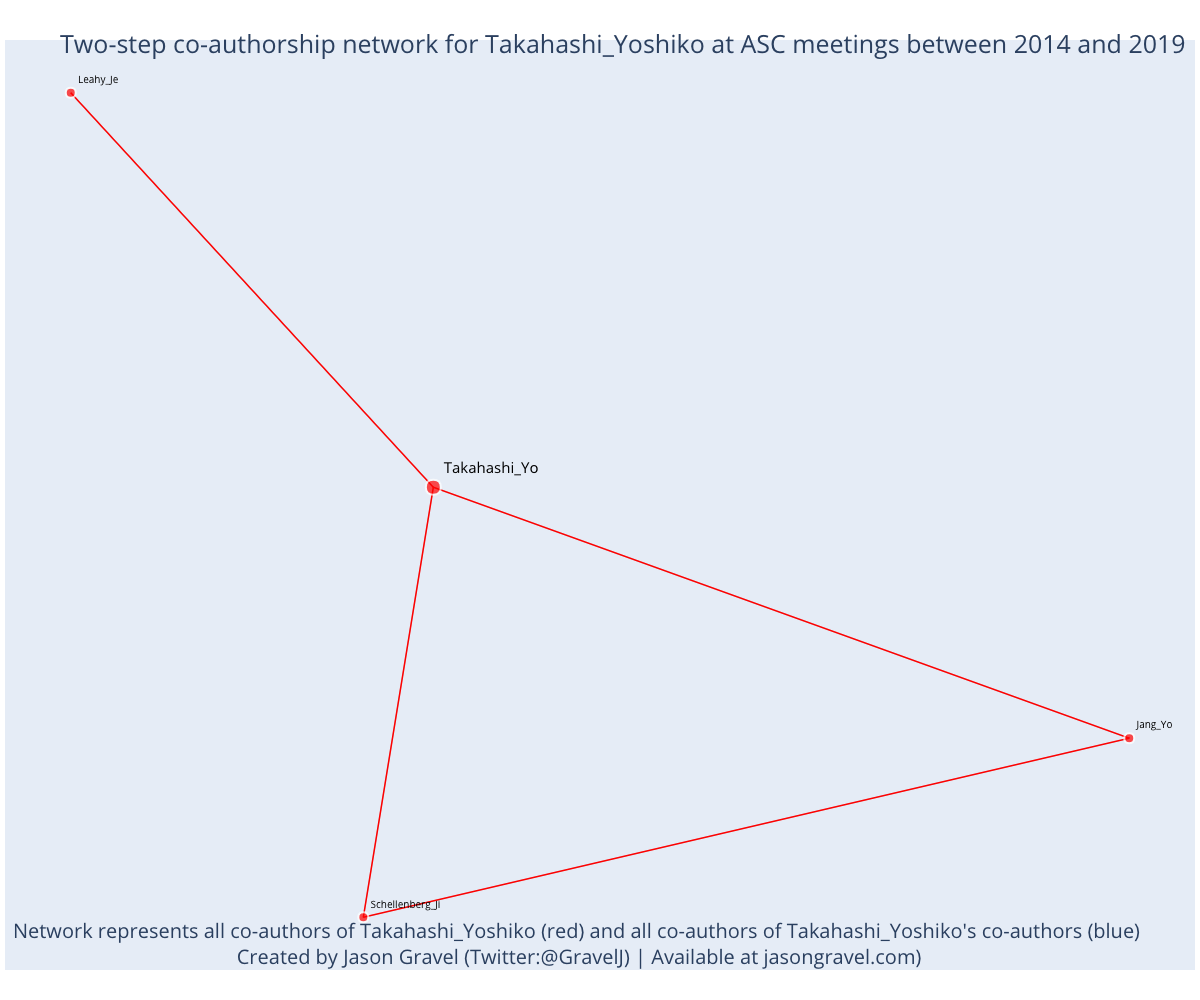 Two-step co-authorship network for Takahashi_Yoshiko at ASC meetings between 2014 and 2019
Leahy_Je
Takahashi_Yo
Jang_Yo
Schellenberg_Ji
Network represents all co-authors of Takahashi_Yoshiko (red) and all co-authors of Takahashi_Yoshiko's co-authors (blue)
Created by Jason Gravel (Twitter:@GravelJ) | Available at jasongravel.com)